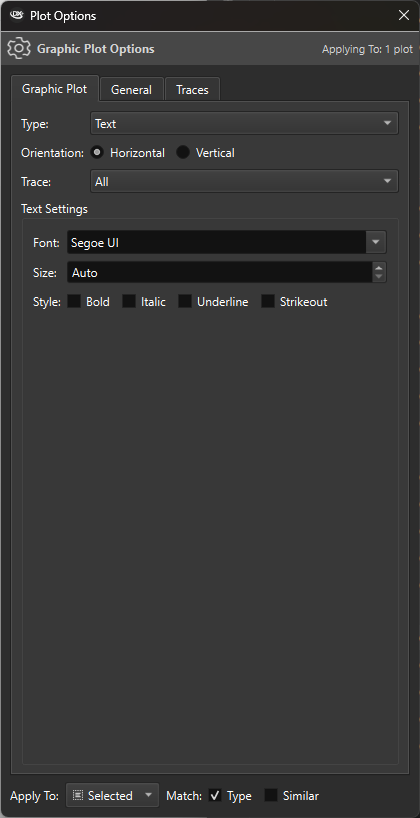 Plot Options
Graphic Plot Options Applying To: 1 plot
Graphic Plot General Traces
Type: Text
Orientation: Horizontal Vertical
Trace: All
Text Settings
Font: Segoe UI
Size: Auto
Style: Bold Italic Underline Strikeout
Apply To: Selected Match: Type Similar